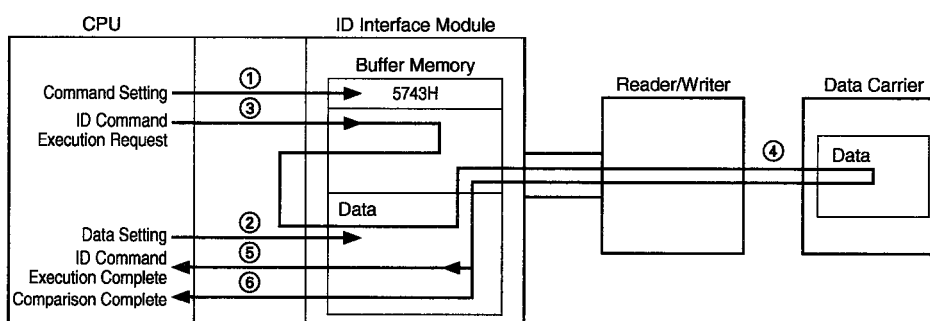 CPU
ID Interface Module
Buffer Memory
Reader/Writer
Data Carrier
Command Setting
①
5743H
ID Command
Execution Request
③
④
Data
Data
Data Setting
②
ID Command
Execution Complete
⑤
Comparison Complete
⑥